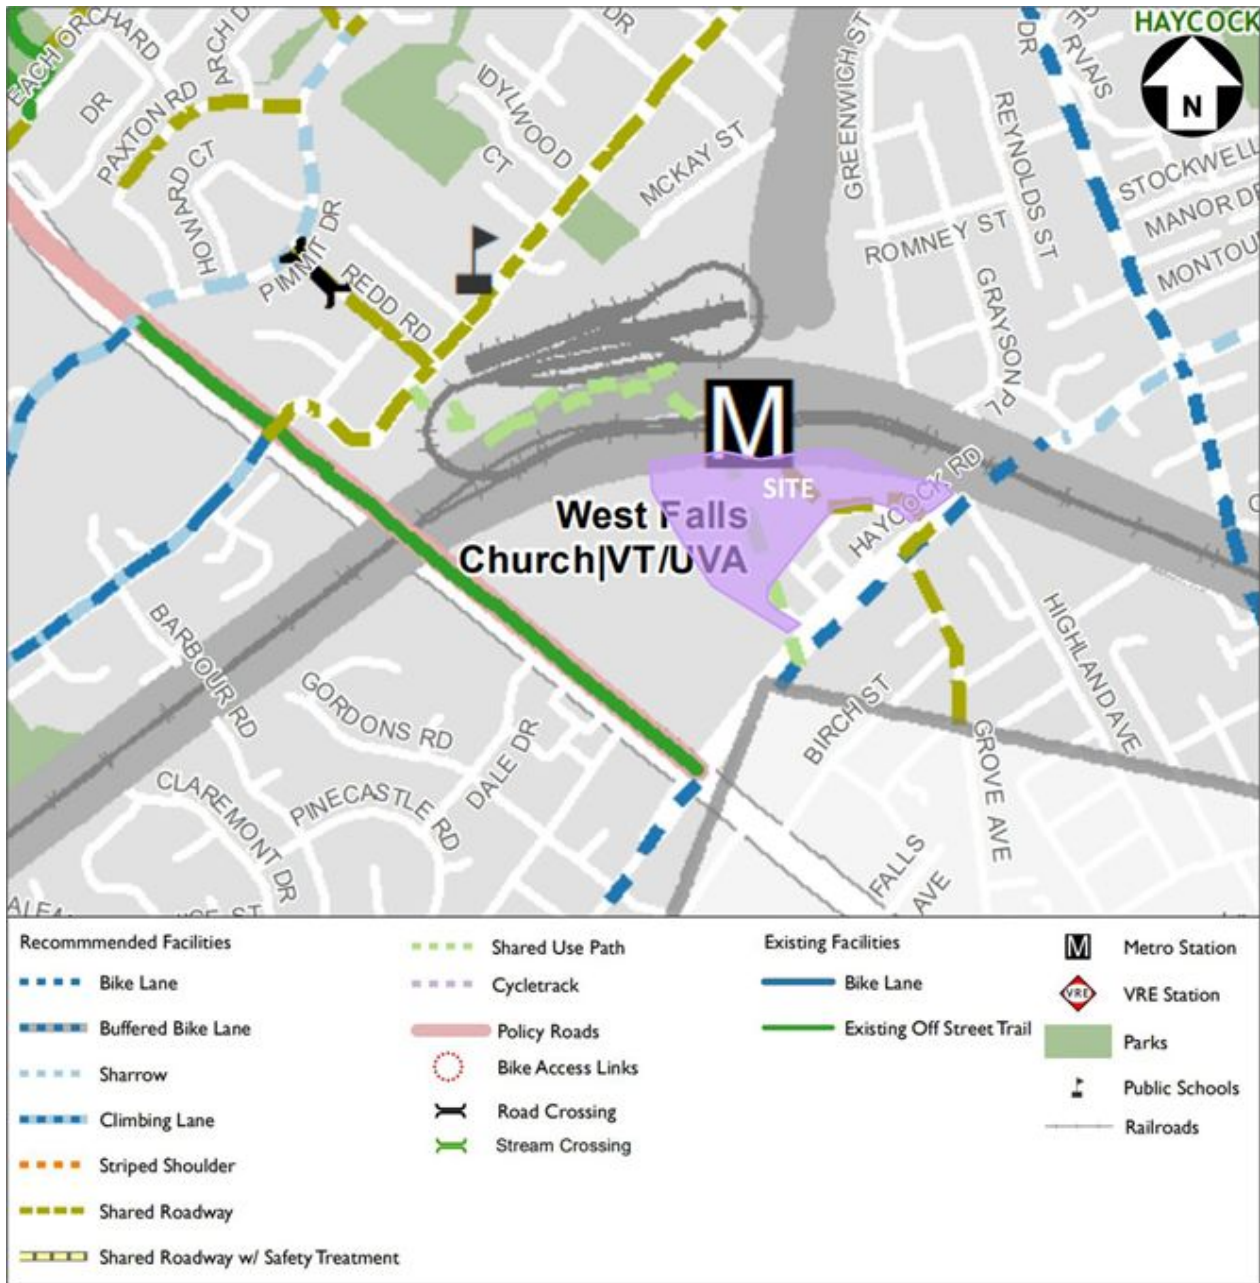 HAYCOCK
N
EACH ORCHARD
DR
ARCH D
DR
DR
PAXTON RD
HOWARD CT
PIMMIT DR
REDD RD
IDYLWOOD
CT
MCKAY ST
GREENWICH ST
REYNOLDS ST
ROMNEY ST
GRAYSON PL
RVAIS
STOCKWELL
MANOR DR
MONTOU
M
SITE
HAYCOCK RD
West Falls
Church|VT/UVA
BARBOUR RD
GORDONS RD
DALE DR
CLAREMONT DR
PINECASTLE RD
BIRCH ST
HIGHLAND AVE
GROVE AVE
FALLS
AVE
Recommmended Facilities
Bike Lane
Buffered Bike Lane
Sharrow
Climbing Lane
Striped Shoulder
Shared Roadway
Shared Roadway w/ Safety Treatment
Shared Use Path
Cycletrack
Policy Roads
Bike Access Links
Road Crossing
Stream Crossing
Existing Facilities
Bike Lane
Existing Off Street Trail
M
Metro Station
VRE
VRE Station
Parks
Public Schools
Railroads